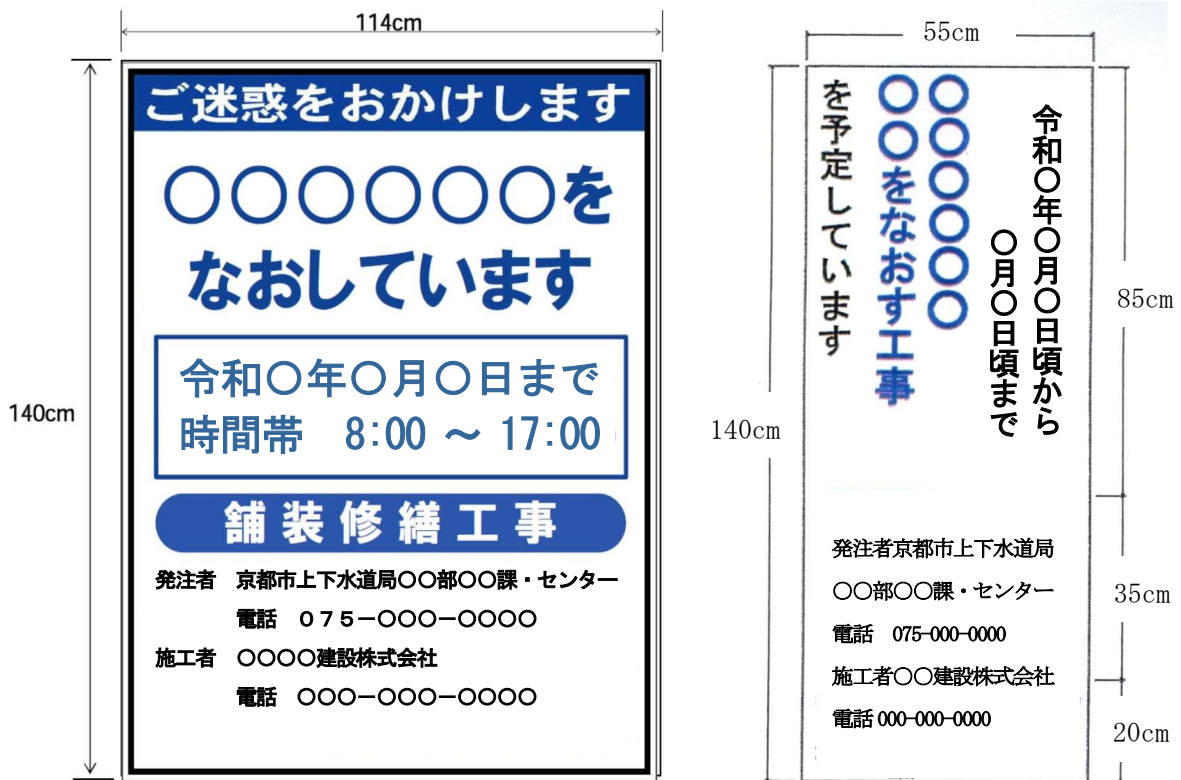 114cm
140cm
ご迷惑をおかけします
〇〇〇〇〇〇を
なおしています
令和〇年〇月〇日まで
時間帯　8:00 ～ 17:00
舗装修繕工事
発注者　京都市上下水道局〇〇部〇〇課・センター
電話　０７５－〇〇〇－〇〇〇〇
施工者　〇〇〇〇建設株式会社
電話　〇〇〇－〇〇〇－〇〇〇〇
55cm
140cm
令和〇年〇月〇日頃から
〇月〇日頃まで
〇〇〇〇〇〇
〇〇をなおす工事
を予定しています
85cm
発注者京都市上下水道局
〇〇部〇〇課・センター
電話　075-000-0000
施工者〇〇建設株式会社
電話 000-000-0000
35cm
20cm